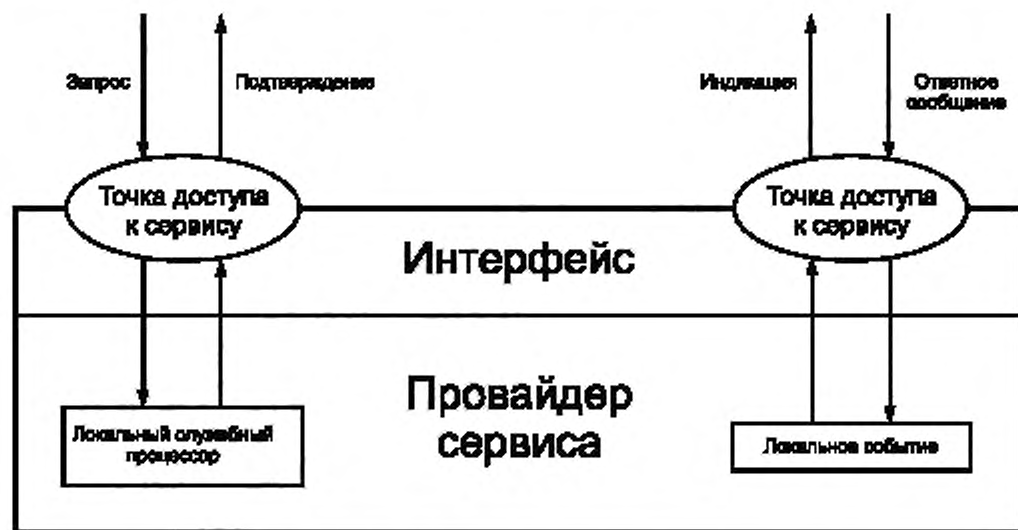 Запрос
Подтверждение
Индикация
Ответное
сообщение
Точка доступа
к сервису
Точка доступа
к сервису
Интерфейс
Провайдер
сервиса
Локальный служебный
процессор
Локальное событие